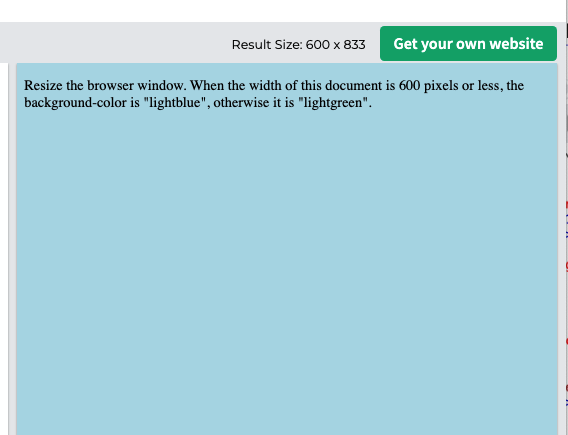 Result Size: 600 x 833
Get your own website
Resize the browser window. When the width of this document is 600 pixels or less, the
background-color is "lightblue", otherwise it is "lightgreen".